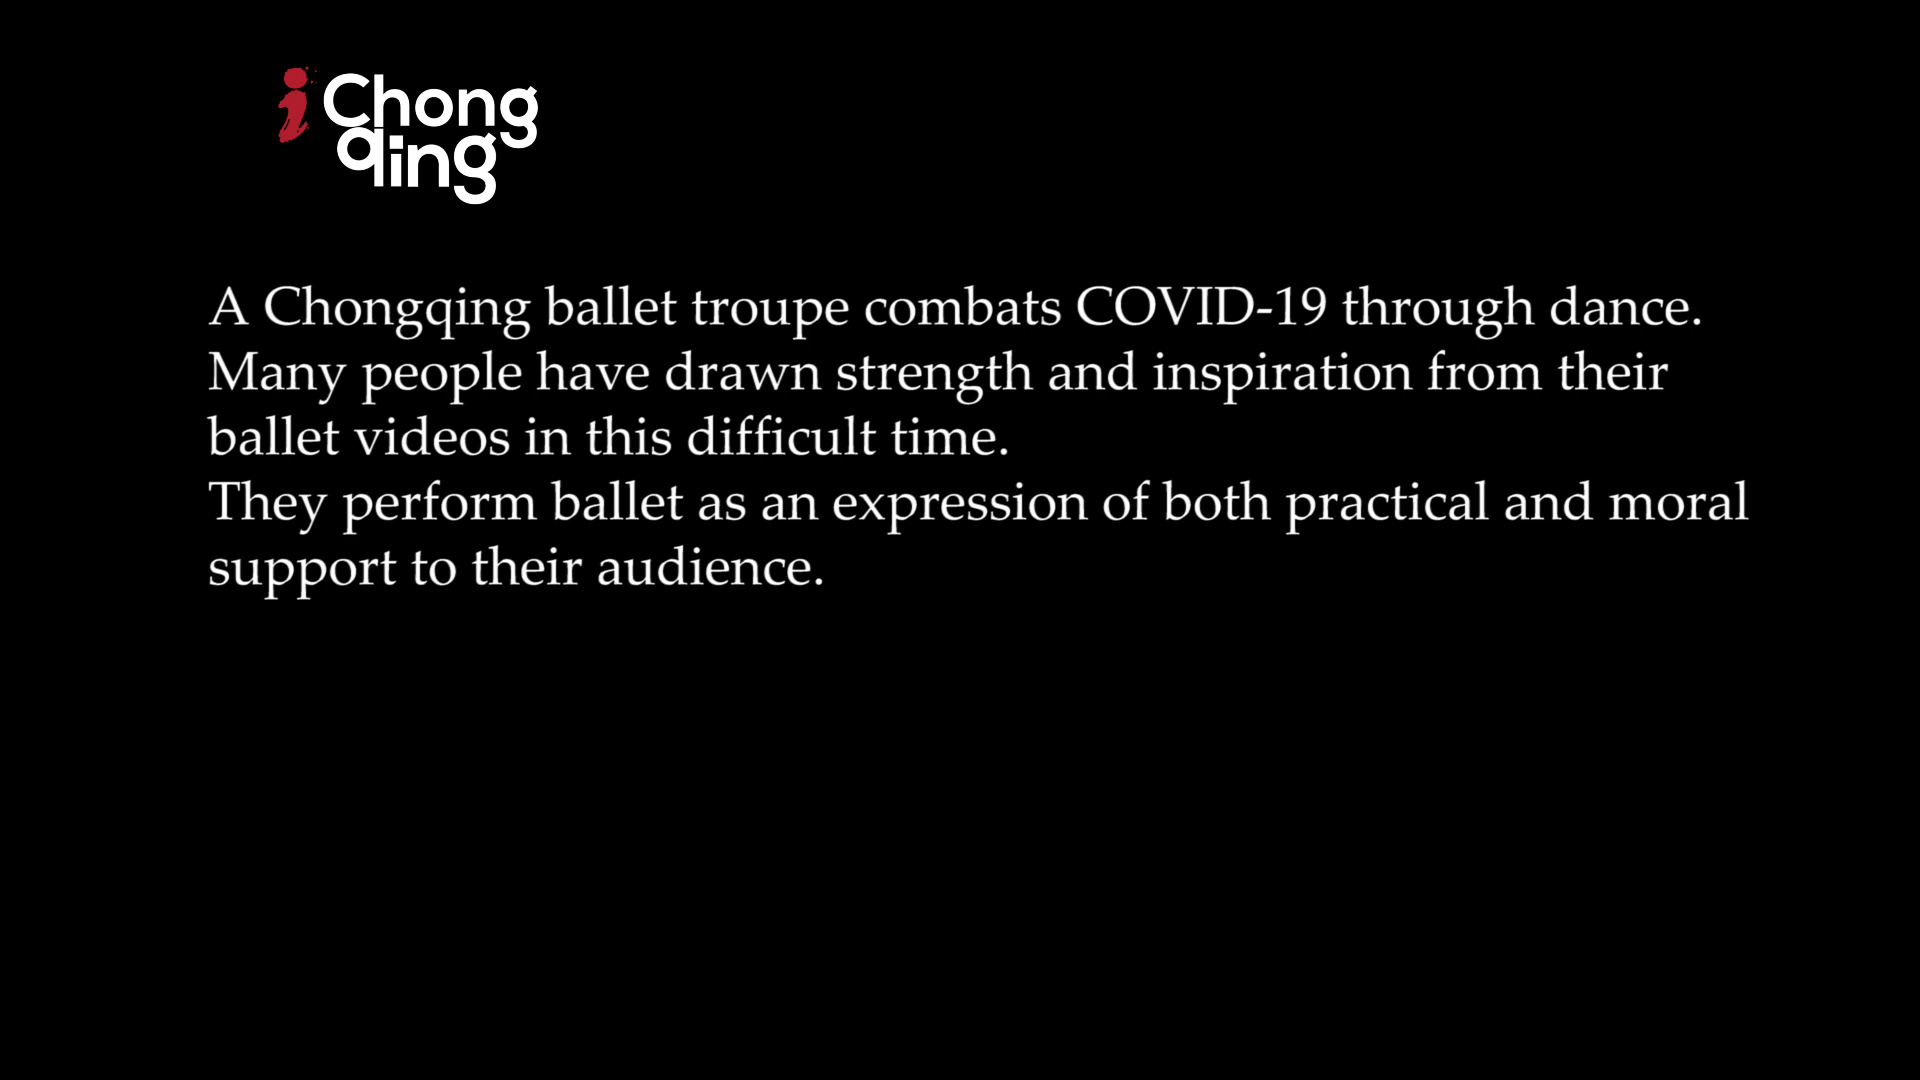 i Chong
qing
A Chongqing ballet troupe combats COVID-19 through dance.
Many people have drawn strength and inspiration from their
ballet videos in this difficult time.
They perform ballet as an expression of both practical and moral
support to their audience.